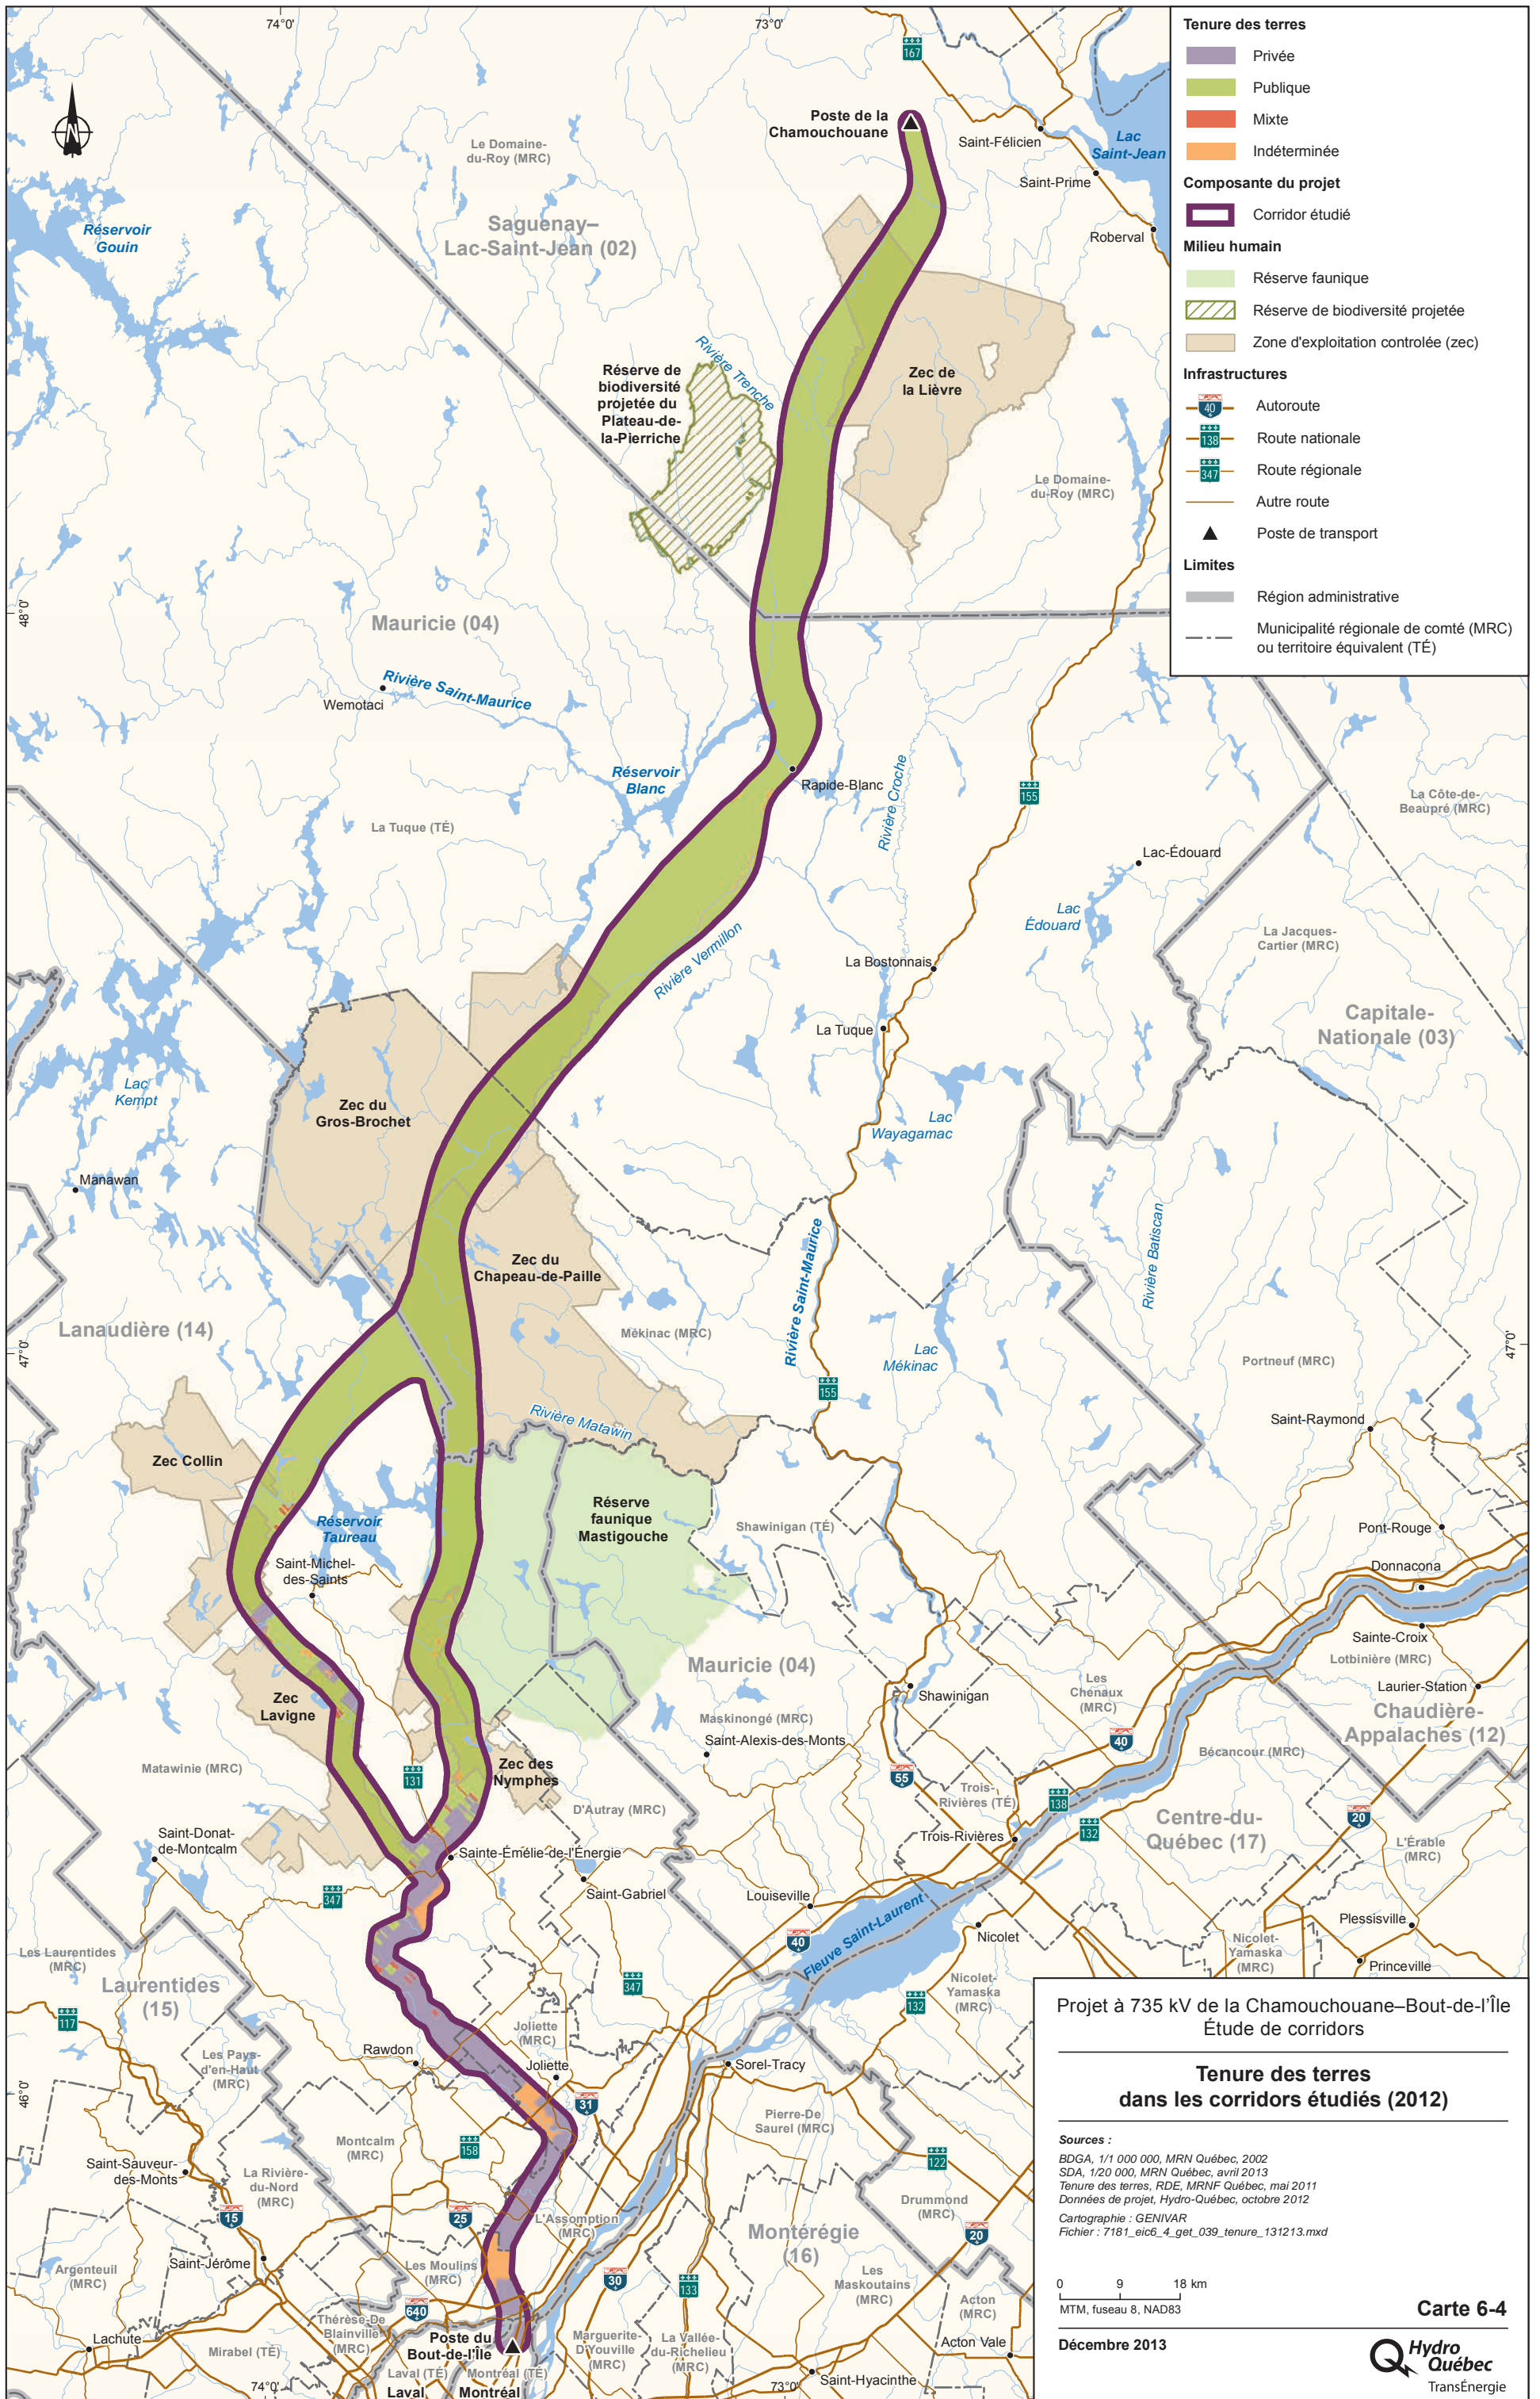 74°0'
73°0'
167
Poste de la
Chamouchouane
Saint-Félicien
Lac
Saint-Jean
Saint-Prime
Roberval
Le Domaine-
du-Roy (MRC)
Saguenay–
Lac-Saint-Jean (02)
Réservoir
Gouin
Rivière Trenche
Réserve de
biodiversité
projetée du
Plateau-de-
la-Pierriche
Zec de
la Lièvre
Le Domaine-
du-Roy (MRC)
Tenure des terres
Privée
Publique
Mixte
Indéterminée
Composante du projet
Corridor étudié
Milieu humain
Réserve faunique
Réserve de biodiversité projetée
Zone d'exploitation controlée (zec)
Infrastructures
40
Autoroute
138
Route nationale
347
Route régionale
Autre route
Poste de transport
Limites
Région administrative
Municipalité régionale de comté (MRC)
ou territoire équivalent (TÉ)
48°0'
Mauricie (04)
Wemotaci
Rivière Saint-Maurice
Réservoir
Blanc
Rapide-Blanc
Rivière Croche
155
La Côte-de-
Beaupré (MRC)
La Tuque (TÉ)
Lac-Édouard
Lac
Édouard
La Jacques-
Cartier (MRC)
Rivière Vermillon
La Bostonnais
La Tuque
Capitale-
Nationale (03)
Lac
Kempt
Zec du
Gros-Brochet
Lac
Wayagamac
Manawan
Rivière Saint-Maurice
Rivière Batiscan
Zec du
Chapeau-de-Paille
Lanaudière (14)
Mékinac (MRC)
Lac
Mékinac
47°0'
47°0'
Portneuf (MRC)
155
Rivière Matawin
Saint-Raymond
Zec Collin
Réserve
faunique
Mastigouche
Réservoir
Taureau
Shawinigan (TÉ)
Pont-Rouge
Saint-Michel-
des-Saints
Donnacona
Sainte-Croix
Lotbinière (MRC)
Mauricie (04)
Laurier-Station
Les
Chenaux
(MRC)
Shawinigan
Zec
Lavigne
Maskinongé (MRC)
Chaudière-
Appalaches (12)
Saint-Alexis-des-Monts
40
Bécancour (MRC)
Matawinie (MRC)
131
Zec des
Nymphes
55
Trois-
Rivières (TÉ)
138
D'Autray (MRC)
132
Centre-du-
Québec (17)
20
Trois-Rivières
L'Érable
(MRC)
Saint-Donat-
de-Montcalm
Sainte-Émélie-de-l'Énergie
347
Saint-Gabriel
Louiseville
Plessisville
Fleuve Saint-Laurent
Nicolet
40
Nicolet-
Yamaska
(MRC)
Princeville
Les Laurentides
(MRC)
Laurentides
(15)
347
Nicolet-
Yamaska
(MRC)
132
117
Joliette
(MRC)
Les Pays-
d'en-Haut
(MRC)
Rawdon
Joliette
Sorel-Tracy
46°0'
31
Pierre-De
Saurel (MRC)
Montcalm
(MRC)
158
122
Saint-Sauveur-
des-Monts
La Rivière-
du-Nord
(MRC)
Drummond
(MRC)
15
25
L'Assomption
(MRC)
Montérégie
(16)
20
Saint-Jérôme
Argenteuil
(MRC)
Les Moulins
(MRC)
30
133
Les
Maskoutains
(MRC)
Acton
(MRC)
640
Thérèse-De
Blainville
(MRC)
Lachute
Mirabel (TÉ)
Poste du
Bout-de-l'Île
Marguerite-
D'Youville
(MRC)
La Vallée-
du-Richelieu
(MRC)
Acton Vale
Laval (TÉ)
Montréal (TÉ)
Saint-Hyacinthe
74°0'
Laval
Montréal
73°0'
Projet à 735 kV de la Chamouchouane–Bout-de-l'Île
Étude de corridors
Tenure des terres
dans les corridors étudiés (2012)
Sources :
BDGA, 1/1 000 000, MRN Québec, 2002
SDA, 1/20 000, MRN Québec, avril 2013
Tenure des terres, RDE, MRNF Québec, mai 2011
Données de projet, Hydro-Québec, octobre 2012
Cartographie : GENIVAR
Fichier : 7181_eic6_4_get_039_tenure_131213.mxd
0 9 18 km
MTM, fuseau 8, NAD83
Carte 6-4
Décembre 2013
Hydro
Québec
TransÉnergie